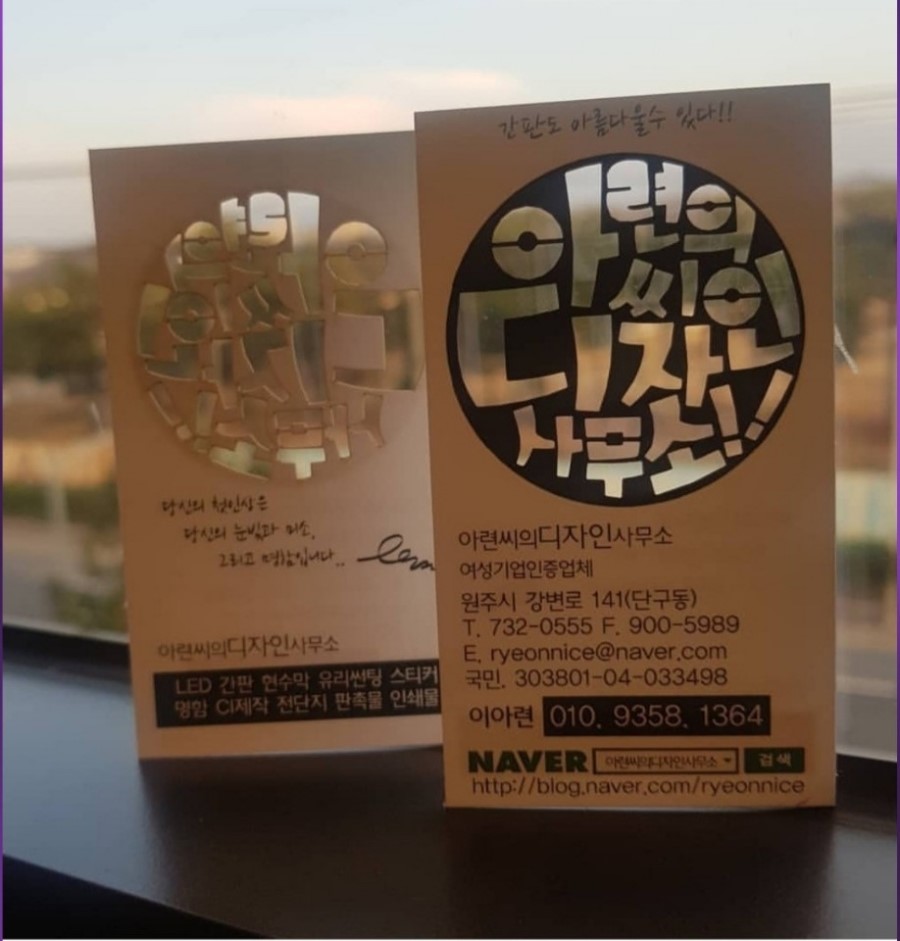 당신의 첫인상은
당신의 눈빛과 미소,
그리고 명함입니다..
아련씨의디자인사무소
LED 간판 현수막 유리썬팅 스티커
명함 CI제작 전단지 판촉물 인쇄물
간판도 아름다울수 있다!!
아련
씨의
디자인
사무소!!
아련씨의디자인사무소
여성기업인증업체
원주시 강변로 141(단구동)
T. 732-0555 F. 900-5989
E. ryeonnice@naver.com
국민. 303801-04-033498
이아련 010. 9358. 1364
NAVER 아련씨의디자인사무소 검색
http://blog.naver.com/ryeonnice